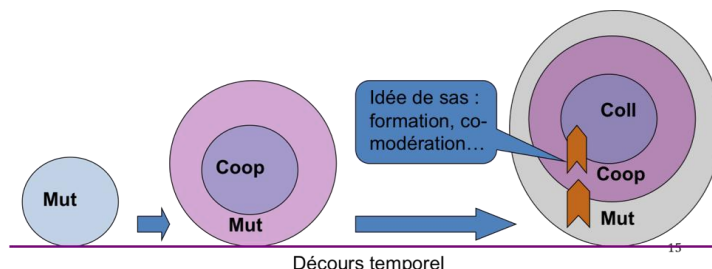 Idée de sas :
formation, co-
modération…
Coll
Coop
Mut
Mut
Coop
Mut
15
Décours temporel